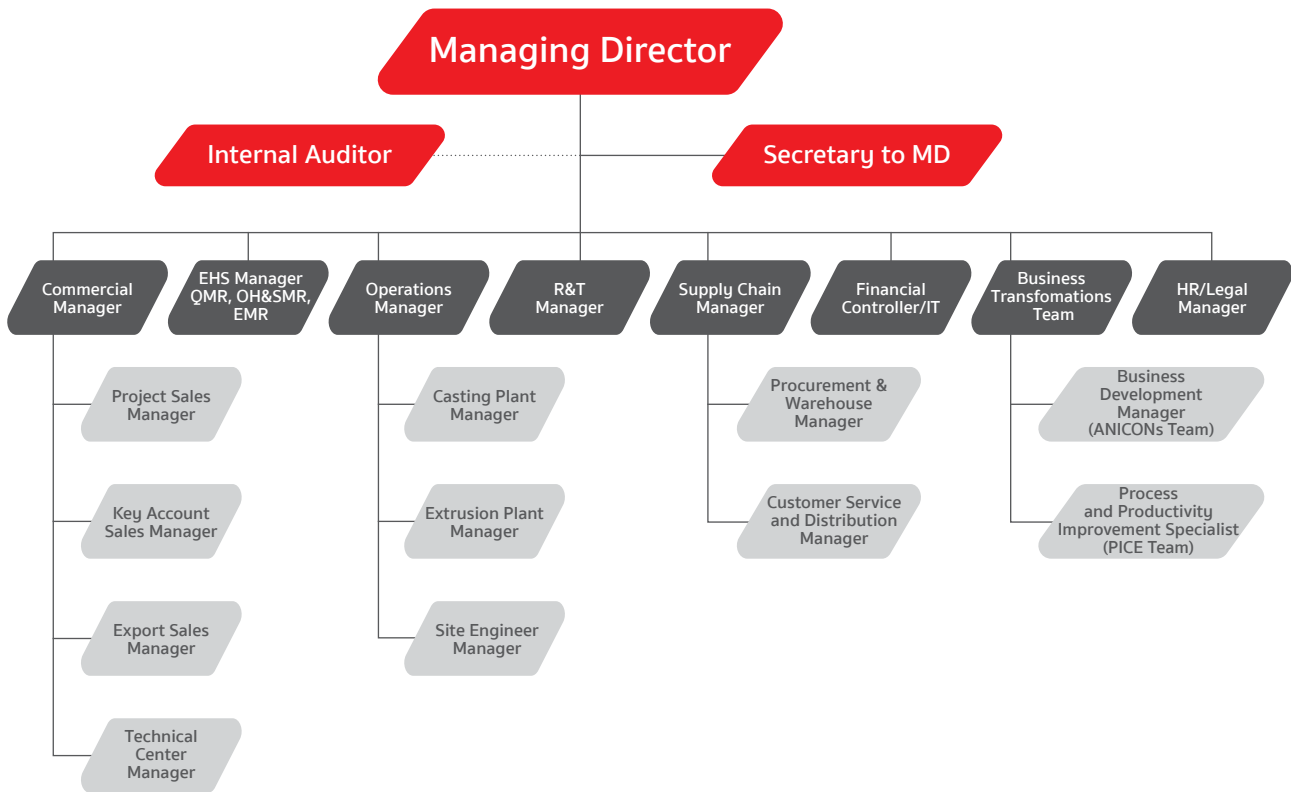 Managing Director
Internal Auditor
Secretary to MD
Commercial
Manager
EHS Manager
QMR, OH&SMR,
EMR
Operations
Manager
R&T
Manager
Supply Chain
Manager
Financial
Controller/IT
Business
Transfomations
Team
HR/Legal
Manager
Project Sales
Manager
Casting Plant
Manager
Procurement &
Warehouse
Manager
Business
Development
Manager
(ANICONs Team)
Key Account
Sales Manager
Extrusion Plant
Manager
Customer Service
and Distribution
Manager
Process
and Productivity
Improvement Specialist
(PICE Team)
Export Sales
Manager
Site Engineer
Manager
Technical
Center
Manager